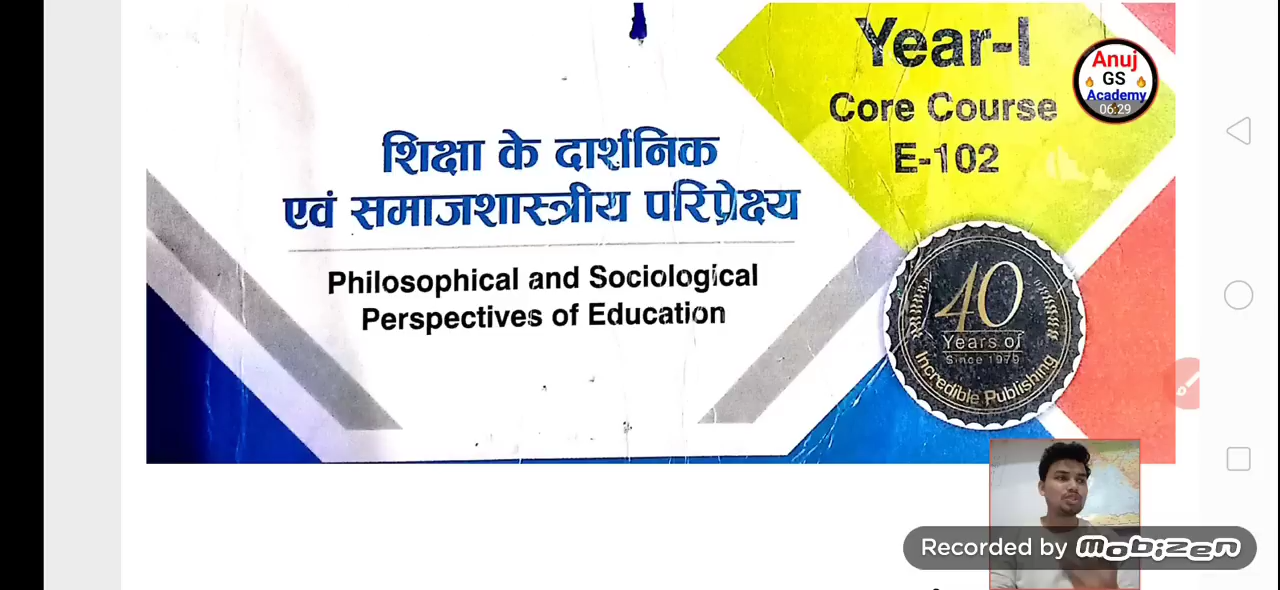 Year-I
Core Course
E-102
Anuj
GS
Academy
06:29
शिक्षा के दार्शनिक
एवं समाजशास्त्रीय परिप्रेक्ष्य
Philosophical and Sociological
Perspectives of Education
40
Years of
Since 1979
Incredible Publishing
Recorded by Mobizen